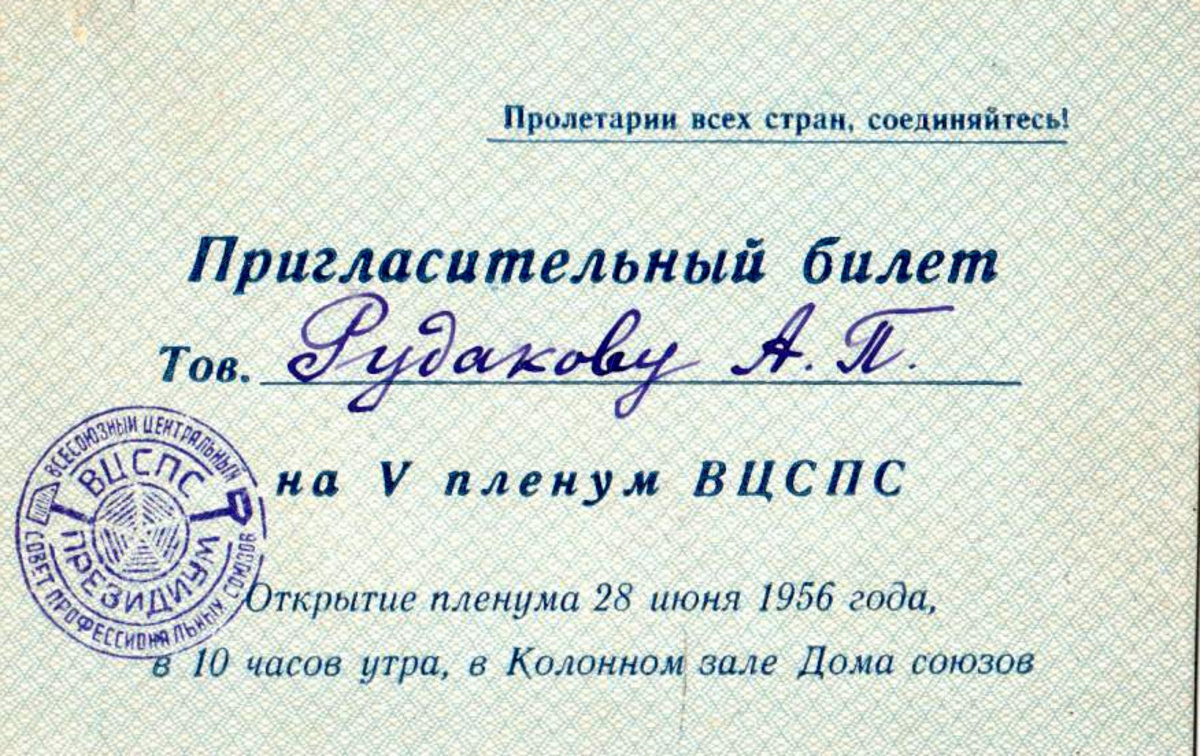 Пролетарии всех стран, соединяйтесь!
Пригласительный билет
Тов. Рудакову А. П.
на V пленум ВЦСПС
ВСЕСОЮЗНЫЙ ЦЕНТРАЛЬНЫЙ
СОВЕТ ПРОФЕССИОНАЛЬНЫХ СОЮЗОВ
ВЦСПС
ПРЕЗИДИУМ
Открытие пленума 28 июня 1956 года,
в 10 часов утра, в Колонном зале Дома союзов